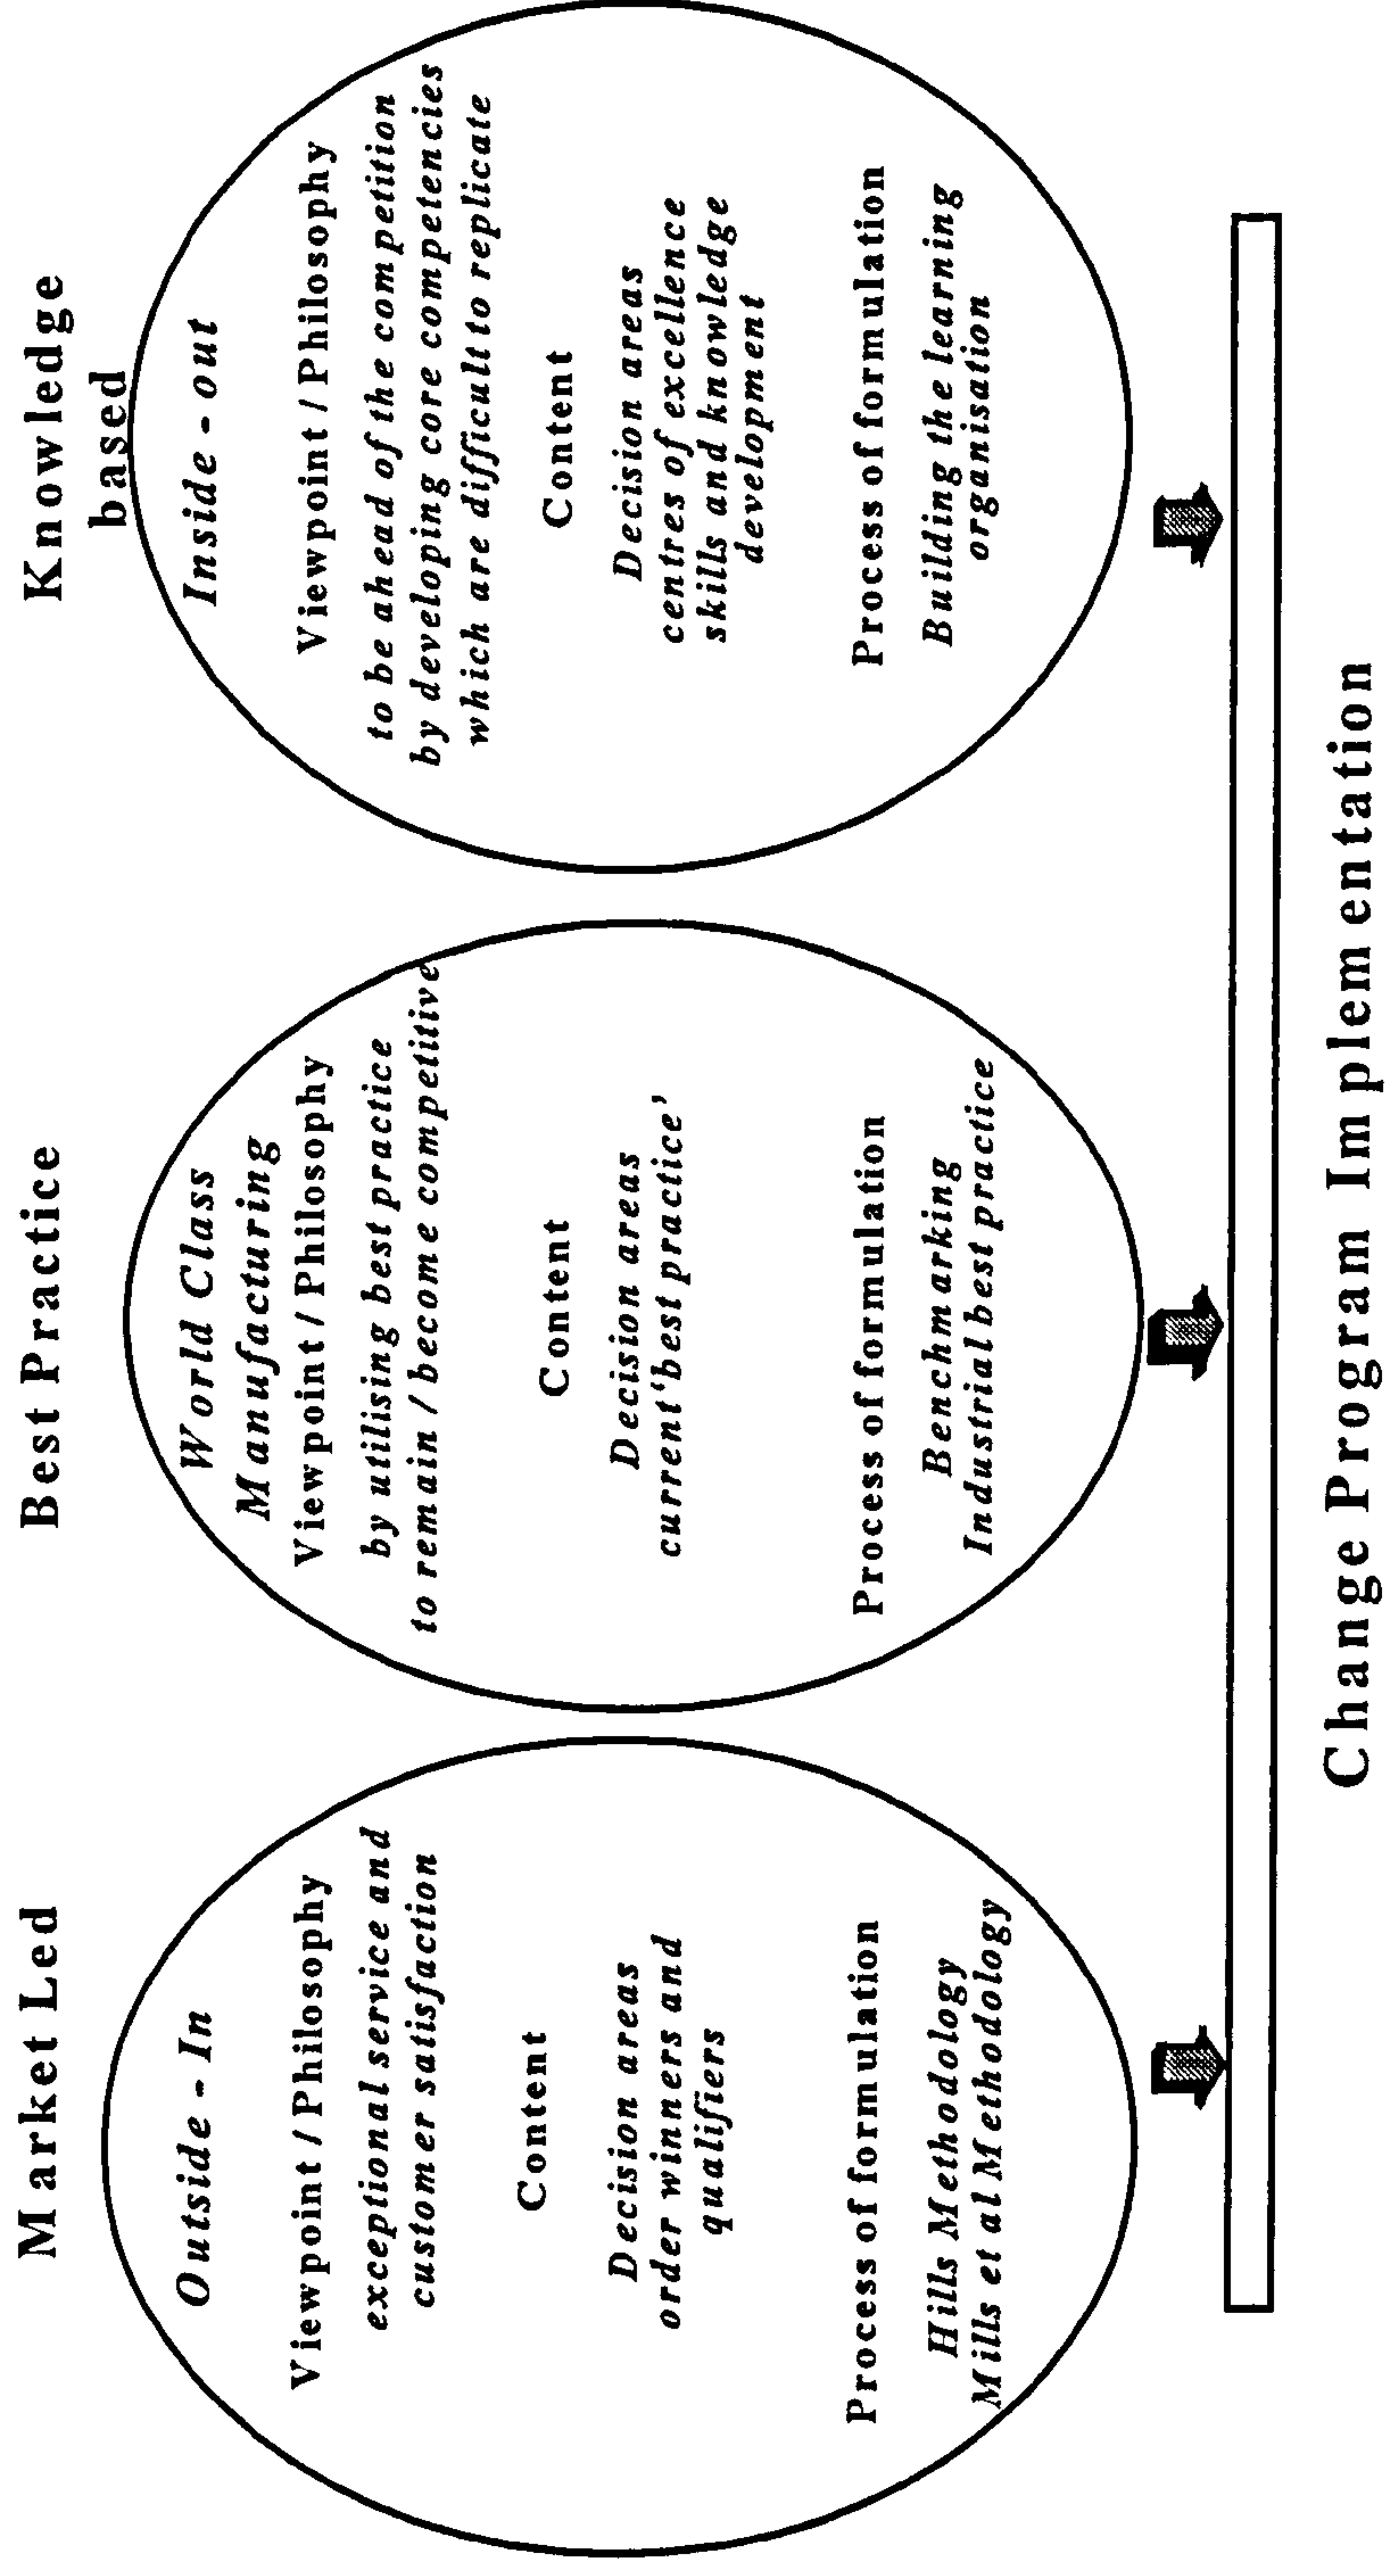 Market Led
Outside - In
Viewpoint / Philosophy
exceptional service and
customer satisfaction
Content
Decision areas
order winners and
qualifiers
Process of formulation
Hills Methodology
Mills et al Methodology
Best Practice
World Class
Manufacturing
Viewpoint / Philosophy
by utilising best practice
to remain / become competitive
Content
Decision areas
current 'best practice'
Process of formulation
Benchmarking
Industrial best practice
Knowledge
based
Inside - out
Viewpoint / Philosophy
to be ahead of the competition
by developing core competencies
which are difficult to replicate
Content
Decision areas
centres of excellence
skills and knowledge
development
Process of formulation
Building the learning
organisation
Change Program Implementation